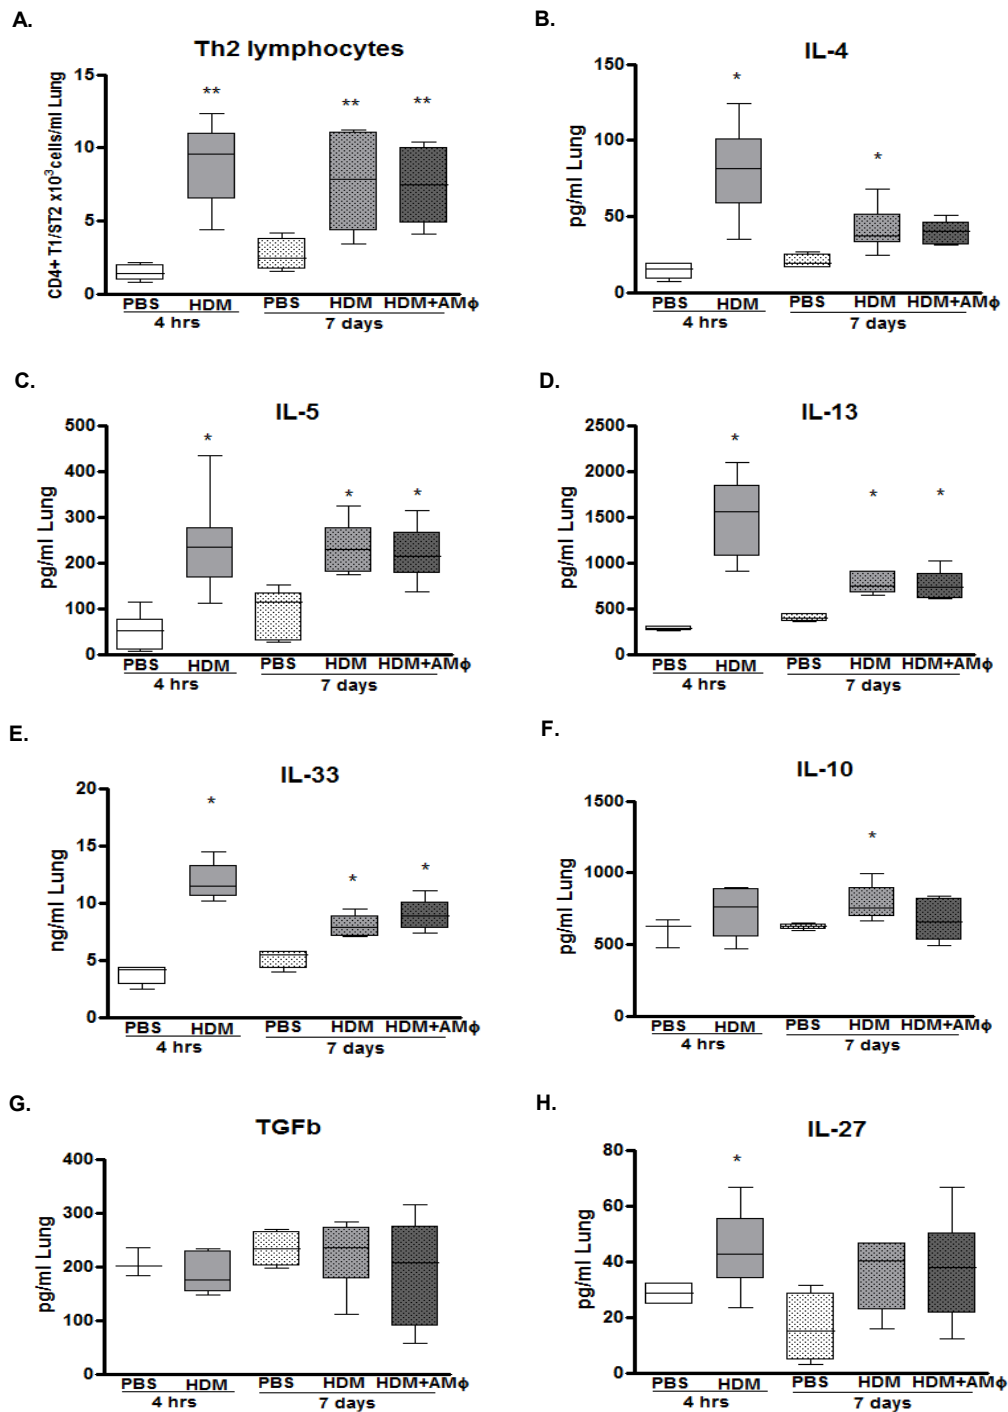 A.
Th2 lymphocytes
CD4+ T1/ST2 x10³cells/ml Lung
15
10
5
0
**
**
**
PBS HDM PBS HDM HDM+AMϕ
4 hrs 7 days
B.
IL-4
pg/ml Lung
150
100
50
0
*
*
PBS HDM PBS HDM HDM+AMϕ
4 hrs 7 days
C.
IL-5
pg/ml Lung
500
400
300
200
100
0
*
*
*
PBS HDM PBS HDM HDM+AMϕ
4 hrs 7 days
D.
IL-13
pg/ml Lung
2500
2000
1500
1000
500
0
*
*
*
PBS HDM PBS HDM HDM+AMϕ
4 hrs 7 days
E.
IL-33
ng/ml Lung
20
15
10
5
0
*
*
*
PBS HDM PBS HDM HDM+AMϕ
4 hrs 7 days
F.
IL-10
pg/ml Lung
1500
1000
500
0
*
PBS HDM PBS HDM HDM+AMϕ
4 hrs 7 days
G.
TGFb
pg/ml Lung
400
300
200
100
0
PBS HDM PBS HDM HDM+AMϕ
4 hrs 7 days
H.
IL-27
pg/ml Lung
80
60
40
20
0
*
PBS HDM PBS HDM HDM+AMϕ
4 hrs 7 days